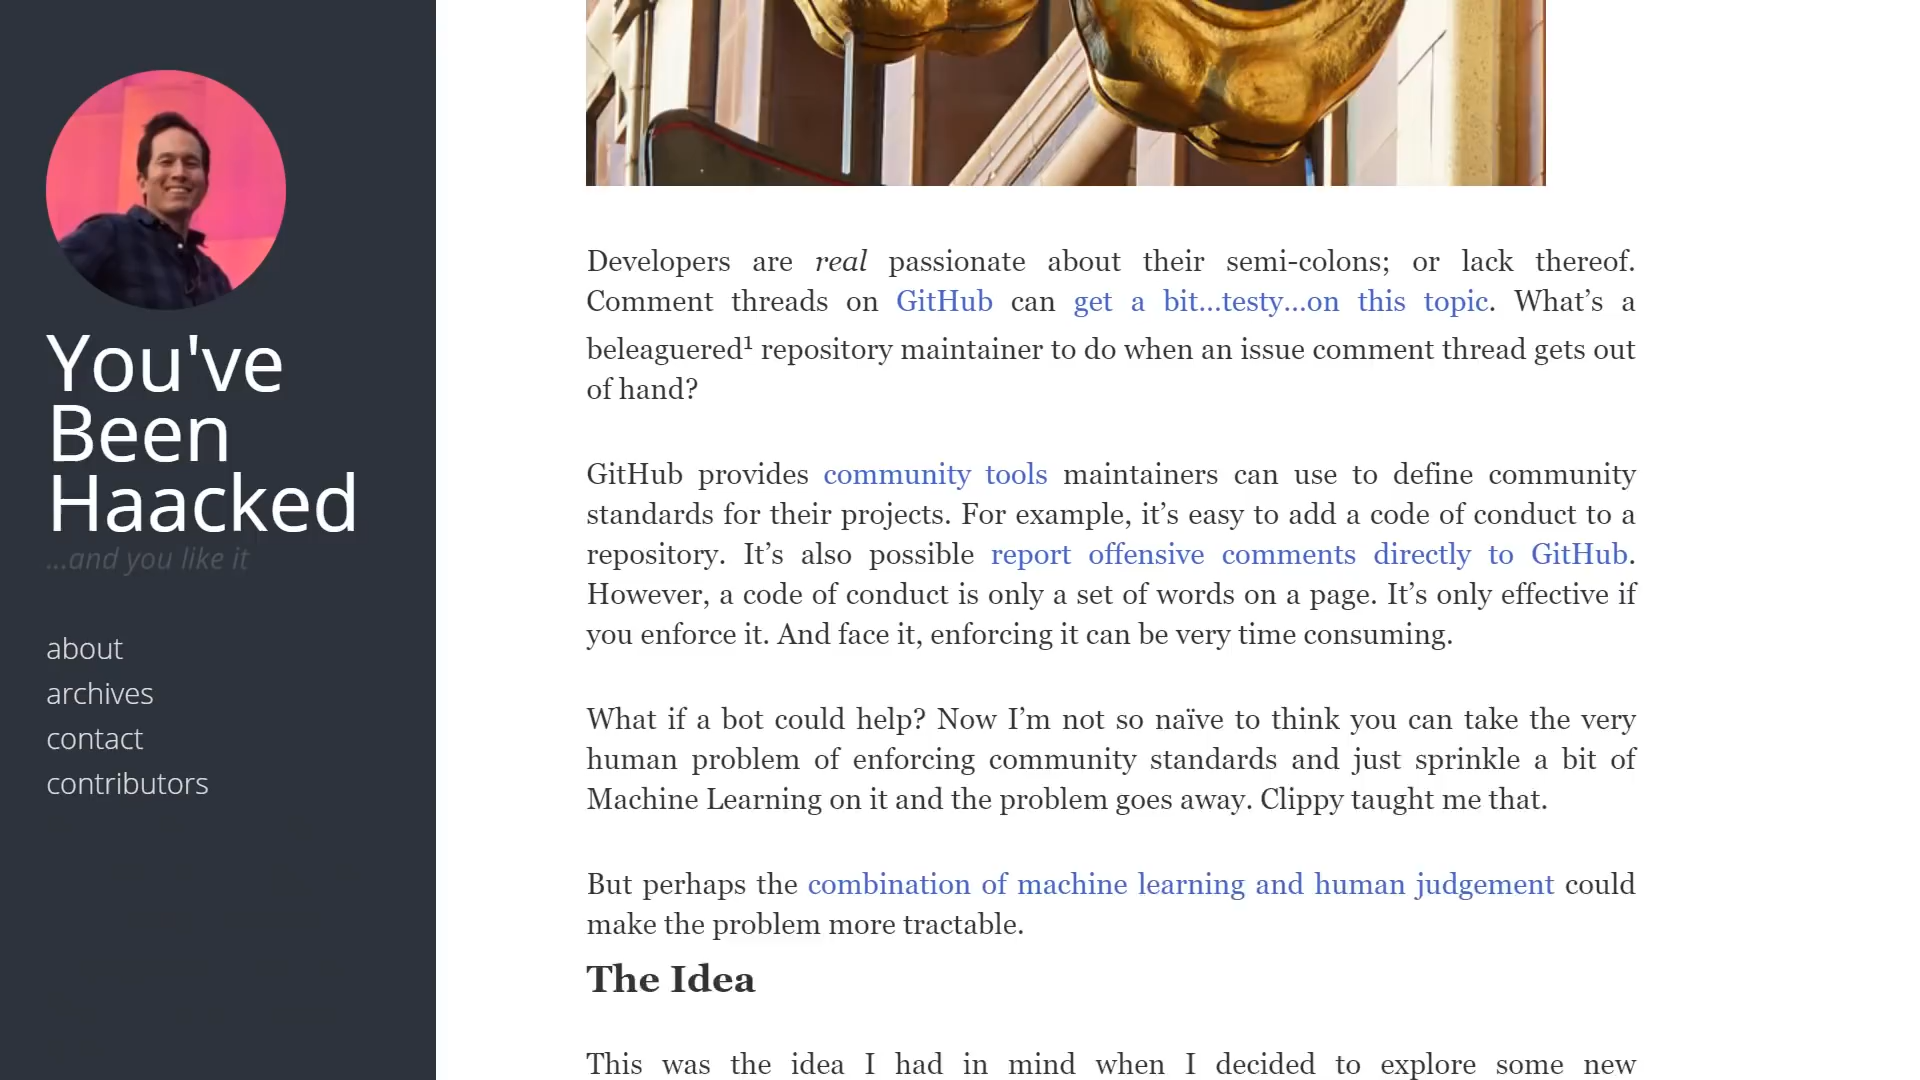 You've
Been
Haacked
...and you like it
about
archives
contact
contributors
Developers are real passionate about their semi-colons; or lack thereof.
Comment threads on GitHub can get a bit...testy...on this topic. What’s a
beleaguered¹ repository maintainer to do when an issue comment thread gets out
of hand?
GitHub provides community tools maintainers can use to define community
standards for their projects. For example, it’s easy to add a code of conduct to a
repository. It’s also possible report offensive comments directly to GitHub.
However, a code of conduct is only a set of words on a page. It’s only effective if
you enforce it. And face it, enforcing it can be very time consuming.
What if a bot could help? Now I’m not so naïve to think you can take the very
human problem of enforcing community standards and just sprinkle a bit of
Machine Learning on it and the problem goes away. Clippy taught me that.
But perhaps the combination of machine learning and human judgement could
make the problem more tractable.
The Idea
This was the idea I had in mind when I decided to explore some new